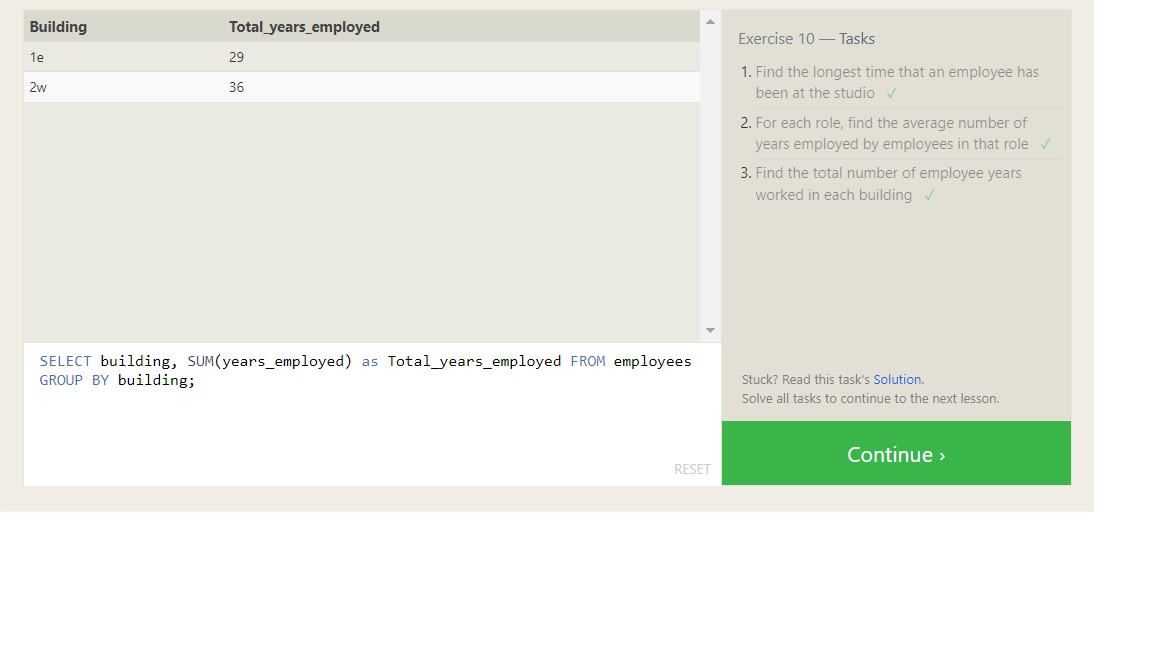 Building Total_years_employed
1e 29
2w 36
SELECT building, SUM(years_employed) as Total_years_employed FROM employees
GROUP BY building;
RESET
Exercise 10 — Tasks
1. Find the longest time that an employee has
been at the studio ✓
2. For each role, find the average number of
years employed by employees in that role ✓
3. Find the total number of employee years
worked in each building ✓
Stuck? Read this task's Solution.
Solve all tasks to continue to the next lesson.
Continue ›